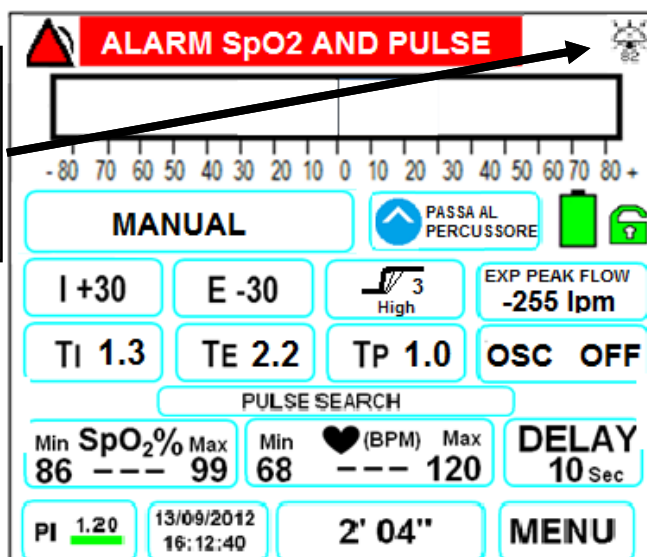 ALARM SpO2 AND PULSE
82
- 80 70 60 50 40 30 20 10 0 10 20 30 40 50 60 70 80 +
MANUAL
PASSA AL
PERCUSSORE
I +30
E -30
3
High
EXP PEAK FLOW
-255 lpm
TI 1.3
TE 2.2
TP 1.0
OSC OFF
PULSE SEARCH
Min SpO₂% Max
86 --- 99
Min (BPM) Max
68 --- 120
DELAY
10 Sec
PI 1.20
13/09/2012
16:12:40
2' 04"
MENU